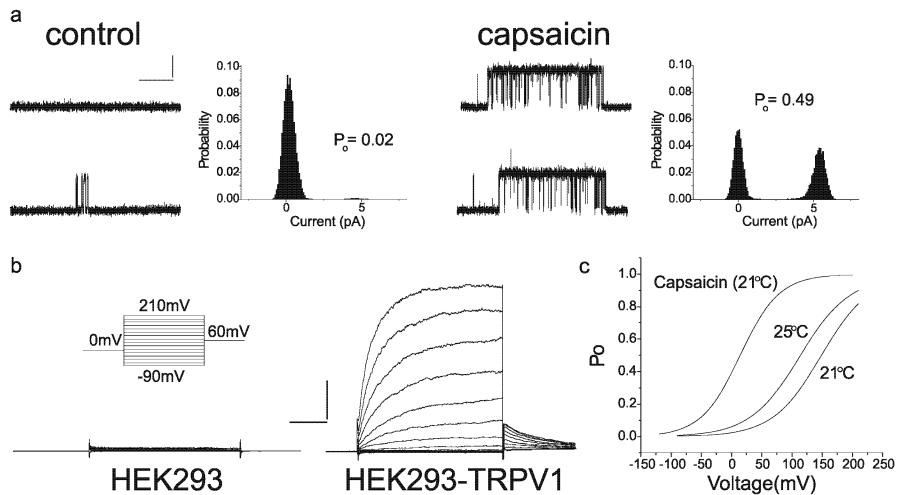 a
control
capsaicin
0.10
0.08
0.06
0.04
0.02
0.00
Probability
Po= 0.02
0
5
Current (pA)
0.10
0.08
0.06
0.04
0.02
0.00
Probability
Po= 0.49
0
5
Current (pA)
b
210mV
0mV
60mV
-90mV
HEK293
HEK293-TRPV1
c
1.0
0.8
0.6
0.4
0.2
0.0
Po
Capsaicin (21ºC)
25ºC
21ºC
-150 -100 -50 0 50 100 150 200 250
Voltage(mV)